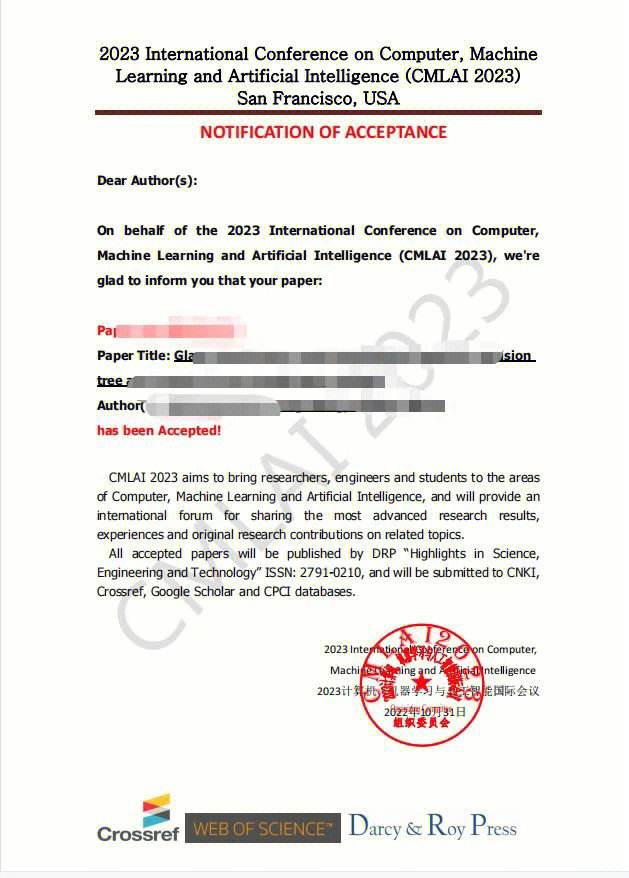 2023 International Conference on Computer, Machine
Learning and Artificial Intelligence (CMLAI 2023)
San Francisco, USA
NOTIFICATION OF ACCEPTANCE
Dear Author(s):
On behalf of the 2023 International Conference on Computer,
Machine Learning and Artificial Intelligence (CMLAI 2023), we're
glad to inform you that your paper:
Paper Title:
tree
has been Accepted!
CMLAI 2023 aims to bring researchers, engineers and students to the areas
of Computer, Machine Learning and Artificial Intelligence, and will provide an
international forum for sharing the most advanced research results,
experiences and original research contributions on related topics.
All accepted papers will be published by DRP “Highlights in Science,
Engineering and Technology” ISSN: 2791-0210, and will be submitted to CNKI,
Crossref, Google Scholar and CPCI databases.
CMLAI 2023
2023 International Conference on Computer,
Machine Learning and Artificial Intelligence
2023计算机、机器学习与人工智能国际会议
2022年10月31日
CMLAI2023
组织委员会
Crossref
WEB OF SCIENCE™
DARCY & ROY PRESS